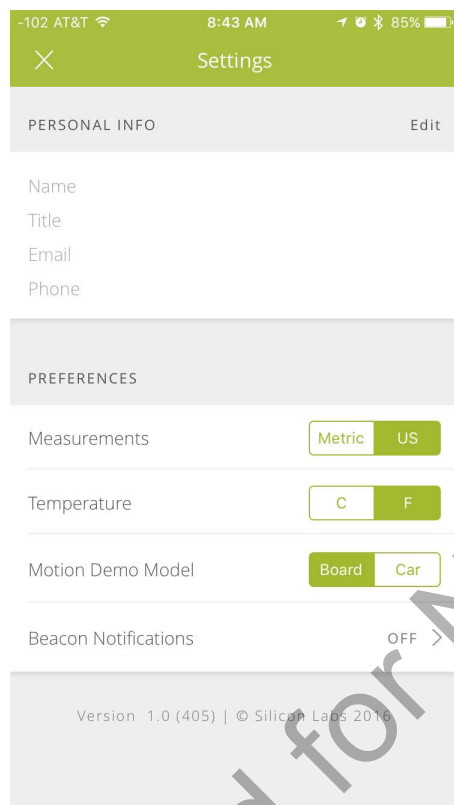 -102 AT&T 8:43 AM 85%
Settings
PERSONAL INFO Edit
Name
Title
Email
Phone
PREFERENCES
Measurements Metric US
Temperature C F
Motion Demo Model Board Car
Beacon Notifications OFF
Version 1.0 (405) | © Silicon Labs 2016
for